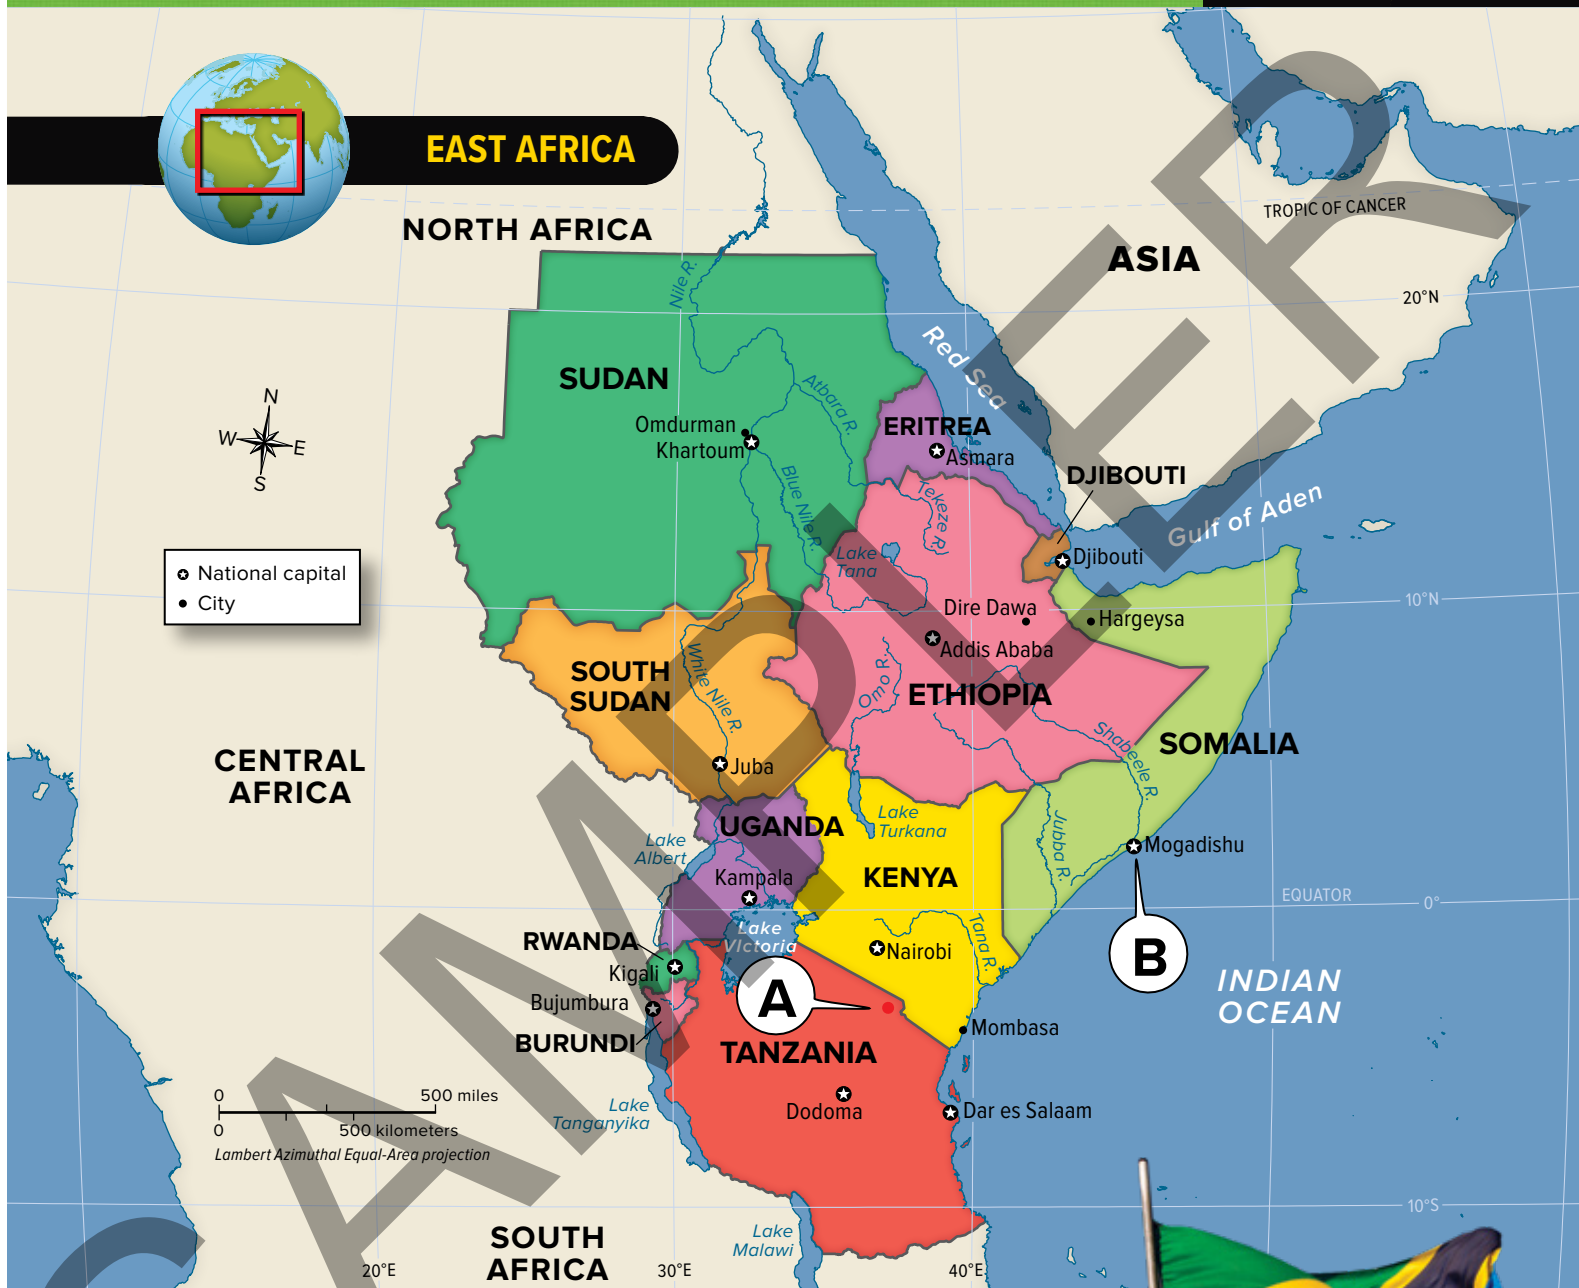 EAST AFRICA
NORTH AFRICA
ASIA
TROPIC OF CANCER
20°N
Nile R.
Red Sea
SUDAN
Atbara R.
Omdurman
Khartoum
ERITREA
Asmara
DJIBOUTI
Tekeze R.
Blue Nile R.
Gulf of Aden
Lake
Tana
Djibouti
N
W
E
S
National capital
City
Dire Dawa
Hargeysa
10°N
Addis Ababa
SOUTH
SUDAN
White Nile R.
Omo R.
ETHIOPIA
Shabeele R.
SOMALIA
CENTRAL
AFRICA
Juba
Lake
Turkana
UGANDA
Lake
Albert
Jubba R.
Mogadishu
KENYA
Kampala
EQUATOR
0°
Lake
VIctoria
Tana R.
RWANDA
Nairobi
Kigali
B
INDIAN
OCEAN
Bujumbura
A
Mombasa
BURUNDI
TANZANIA
0
500 miles
0
500 kilometers
Lambert Azimuthal Equal-Area projection
Lake
Tanganyika
Dodoma
Dar es Salaam
10°S
SOUTH
AFRICA
Lake
Malawi
20°E
30°E
40°E
SAMPLER